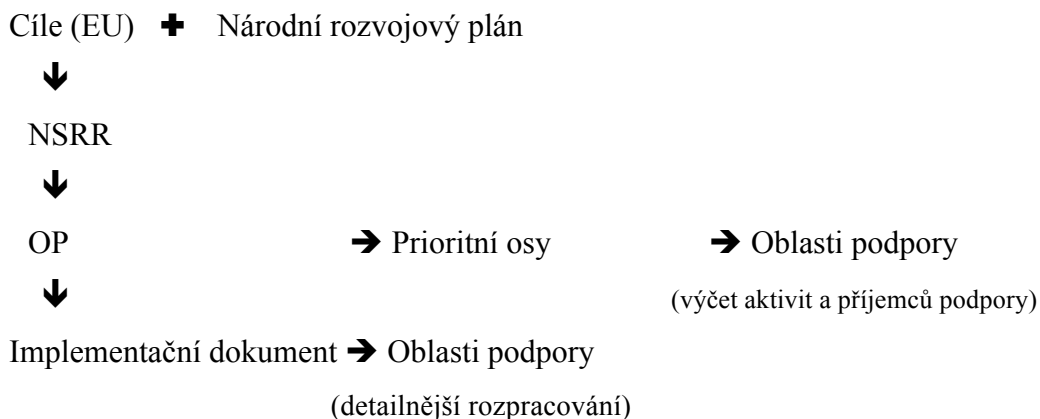 Cíle (EU) ✚ Národní rozvojový plán
🡫
NSRR
🡫
OP ➔ Prioritní osy ➔ Oblasti podpory
🡫 (výčet aktivit a příjemců podpory)
Implementační dokument ➔ Oblasti podpory
(detailnější rozpracování)